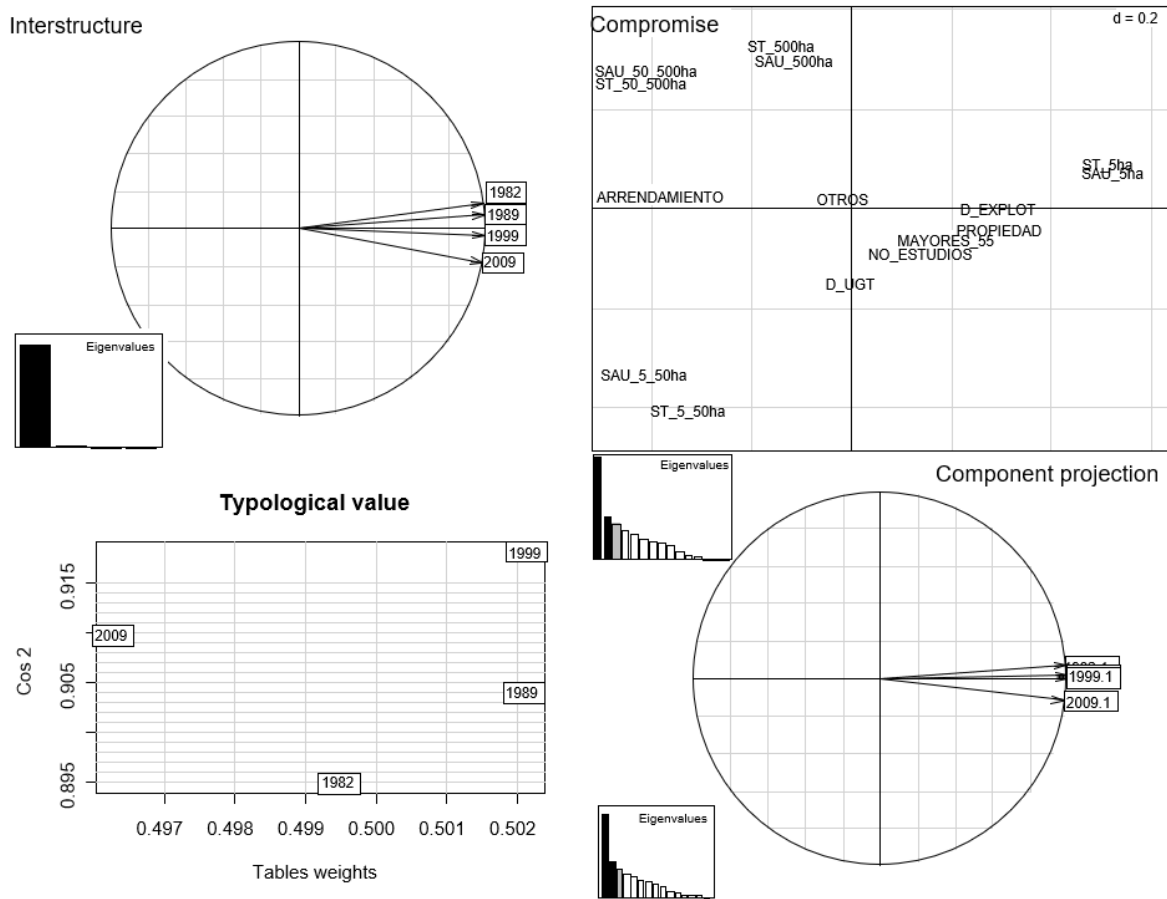 Interstructure
1982
1989
1999
2009
Eigenvalues
Compromise
d = 0.2
ST_500ha
SAU_500ha
SAU_50_500ha
ST_50_500ha
ST_5ha
SAU_5ha
ARRENDAMIENTO
OTROS
D_EXPLOT
PROPIEDAD
MAYORES_55
NO_ESTUDIOS
D_UGT
SAU_5_50ha
ST_5_50ha
Eigenvalues
Typological value
1999
2009
1989
1982
0.915
0.905
0.895
Cos 2
0.497 0.498 0.499 0.500 0.501 0.502
Tables weights
Component projection
1999.1
2009.1
Eigenvalues